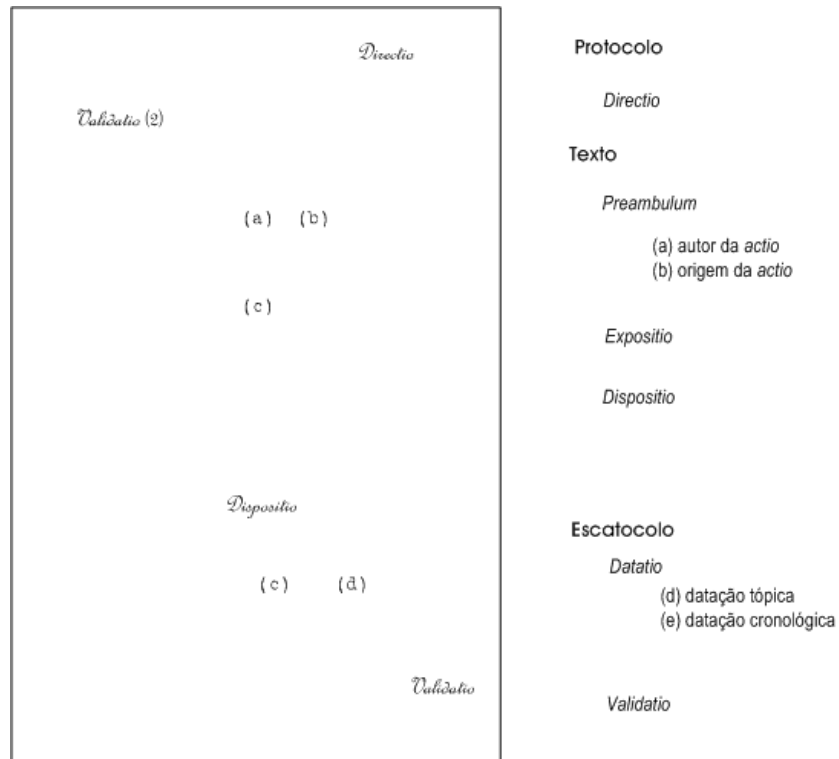 Directio
Validatio (2)
(a) (b)
(c)
Dispositio
(c) (d)
Validatio
Protocolo
Directio
Texto
Preambulum
(a) autor da actio
(b) origem da actio
Expositio
Dispositio
Escatocolo
Datatio
(d) datação tópica
(e) datação cronológica
Validatio